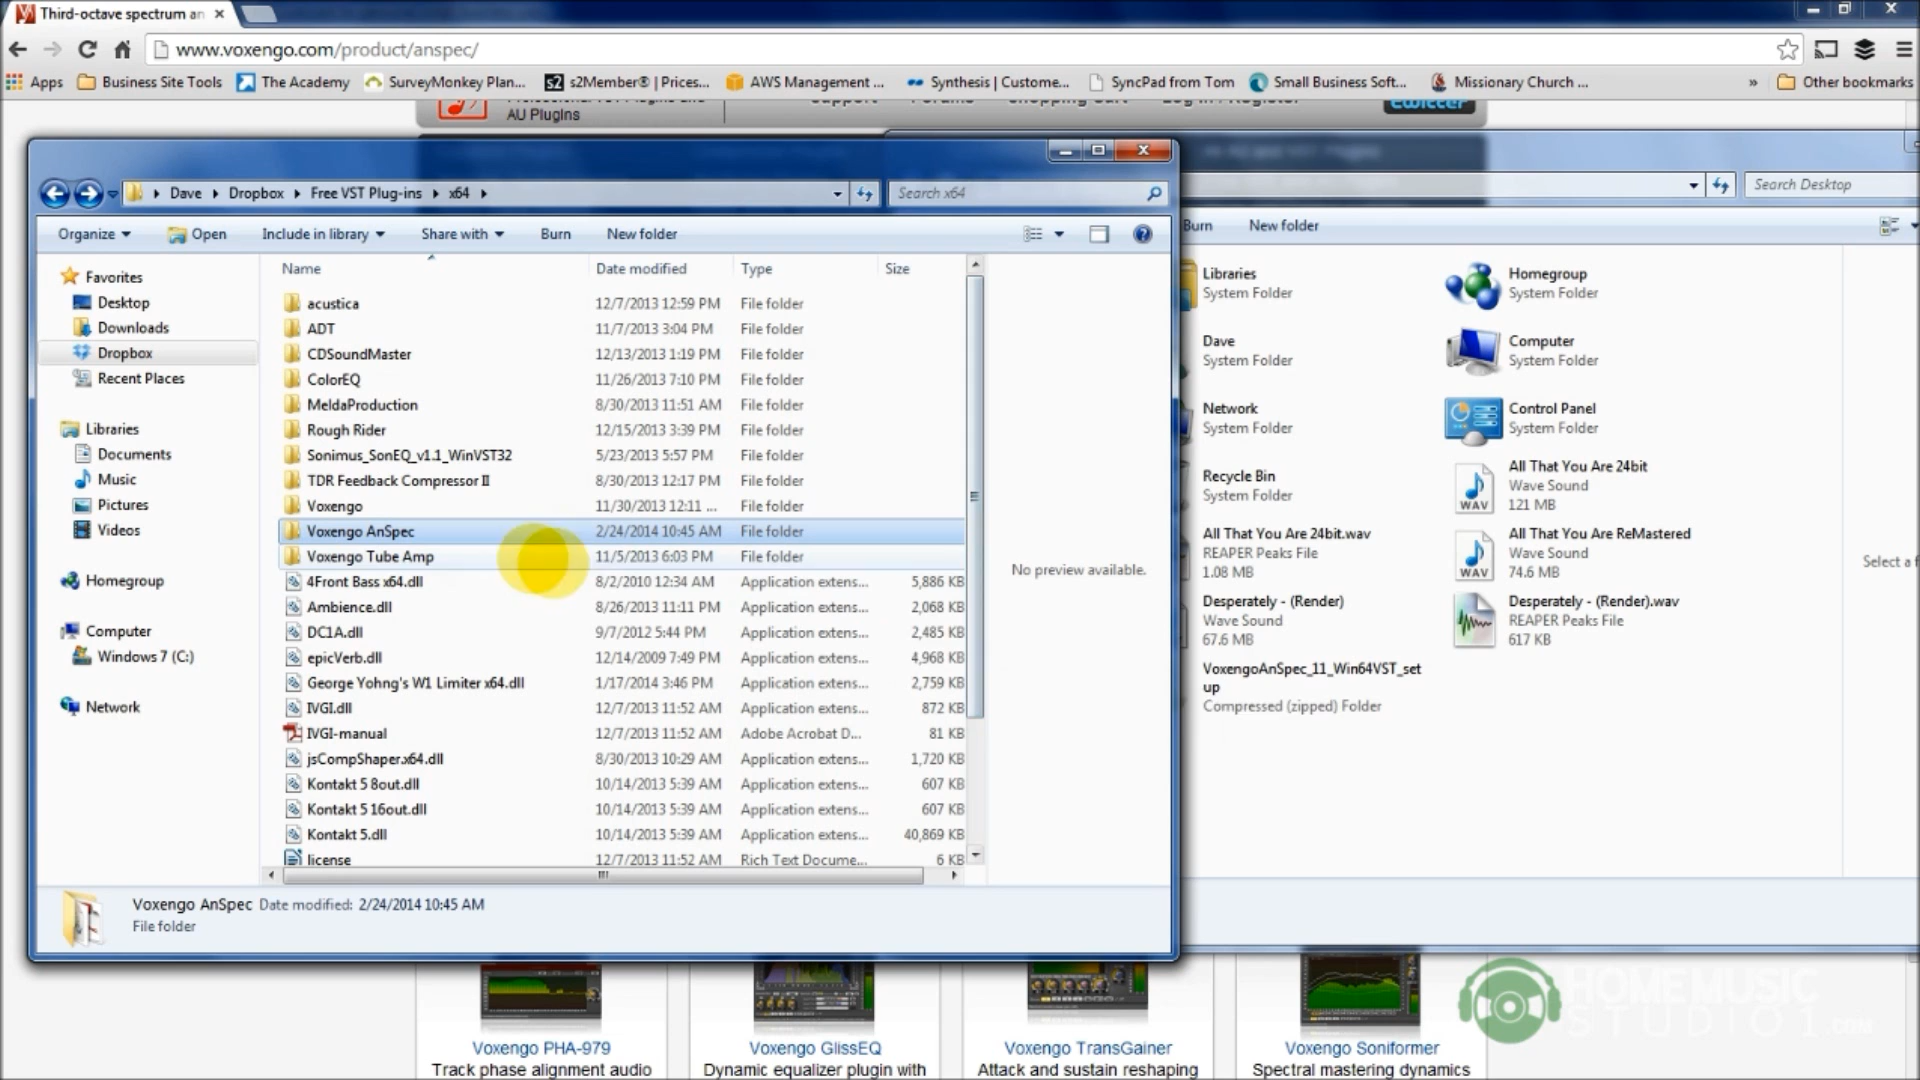 Third-octave spectrum an
www.voxengo.com/product/anspec/
Apps Business Site Tools The Academy SurveyMonkey Plan... s2Member® | Prices... AWS Management ... Synthesis | Custome... SyncPad from Tom Small Business Soft... Missionary Church ... » Other bookmarks
AU Plugins
Dave Dropbox Free VST Plug-ins x64
Search x64
Search Desktop
Organize Open Include in library Share with Burn New folder
Burn New folder
Name Date modified Type Size
Favorites
Desktop
Downloads
Dropbox
Recent Places
Libraries
Documents
Music
Pictures
Videos
Homegroup
Computer
Windows 7 (C:)
Network
acustica 12/7/2013 12:59 PM File folder
ADT 11/7/2013 3:04 PM File folder
CDSoundMaster 12/13/2013 1:19 PM File folder
ColorEQ 11/26/2013 7:10 PM File folder
MeldaProduction 8/30/2013 11:51 AM File folder
Rough Rider 12/15/2013 3:39 PM File folder
Sonimus_SonEQ_v1.1_WinVST32 5/23/2013 5:57 PM File folder
TDR Feedback Compressor II 8/30/2013 12:17 PM File folder
Voxengo 11/30/2013 12:11 ... File folder
Voxengo AnSpec 2/24/2014 10:45 AM File folder
Voxengo Tube Amp 11/5/2013 6:03 PM File folder
4Front Bass x64.dll 8/2/2010 12:34 AM Application extens... 5,886 KB
Ambience.dll 8/26/2013 11:11 PM Application extens... 2,068 KB
DC1A.dll 9/7/2012 5:44 PM Application extens... 2,485 KB
epicVerb.dll 12/14/2009 7:49 PM Application extens... 4,968 KB
George Yohng's W1 Limiter x64.dll 1/17/2014 3:46 PM Application extens... 2,759 KB
IVGI.dll 12/7/2013 11:52 AM Application extens... 872 KB
IVGI-manual 12/7/2013 11:52 AM Adobe Acrobat D... 81 KB
jsCompShaper.x64.dll 8/30/2013 10:29 AM Application extens... 1,720 KB
Kontakt 5 8out.dll 10/14/2013 5:39 AM Application extens... 607 KB
Kontakt 5 16out.dll 10/14/2013 5:39 AM Application extens... 607 KB
Kontakt 5.dll 10/14/2013 5:39 AM Application extens... 40,869 KB
license 12/7/2013 11:52 AM Rich Text Docume... 6 KB
No preview available.
Voxengo AnSpec Date modified: 2/24/2014 10:45 AM
File folder
Libraries
System Folder
Homegroup
System Folder
Dave
System Folder
Computer
System Folder
Network
System Folder
Control Panel
System Folder
Recycle Bin
System Folder
All That You Are 24bit
Wave Sound
121 MB
All That You Are 24bit.wav
REAPER Peaks File
1.08 MB
All That You Are ReMastered
Wave Sound
74.6 MB
Desperately - (Render)
Wave Sound
67.6 MB
Desperately - (Render).wav
REAPER Peaks File
617 KB
VoxengoAnSpec_11_Win64VST_set
up
Compressed (zipped) Folder
WAV
WAV
Select a f
Voxengo PHA-979
Track phase alignment audio
Voxengo GlissEQ
Dynamic equalizer plugin with
Voxengo TransGainer
Attack and sustain reshaping
Voxengo Soniformer
Spectral mastering dynamics
HOMEMUSIC
STUDIO1.COM